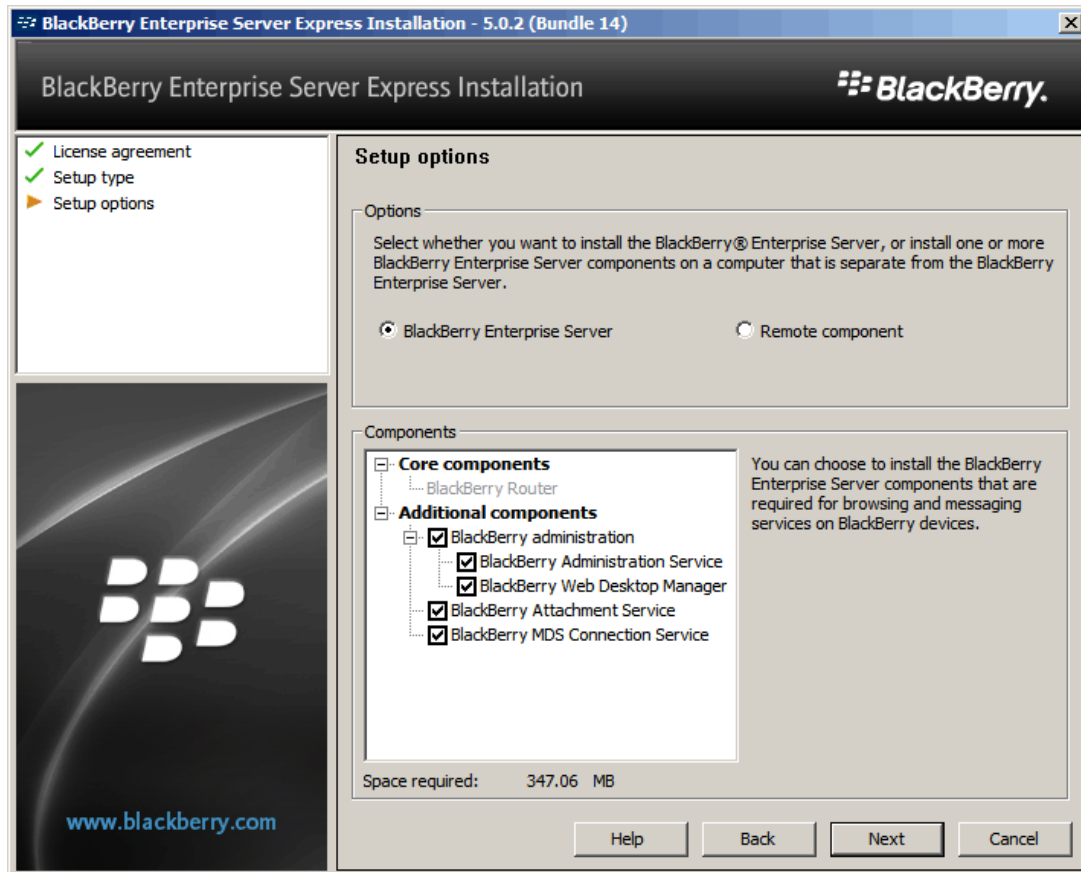 BlackBerry Enterprise Server Express Installation - 5.0.2 (Bundle 14)
BlackBerry Enterprise Server Express Installation
BlackBerry.
License agreement
Setup type
Setup options
Setup options
Options
Select whether you want to install the BlackBerry® Enterprise Server, or install one or more
BlackBerry Enterprise Server components on a computer that is separate from the BlackBerry
Enterprise Server.
BlackBerry Enterprise Server
Remote component
Components
Core components
BlackBerry Router
Additional components
BlackBerry administration
BlackBerry Administration Service
BlackBerry Web Desktop Manager
BlackBerry Attachment Service
BlackBerry MDS Connection Service
You can choose to install the BlackBerry
Enterprise Server components that are
required for browsing and messaging
services on BlackBerry devices.
Space required: 347.06 MB
www.blackberry.com
Help
Back
Next
Cancel